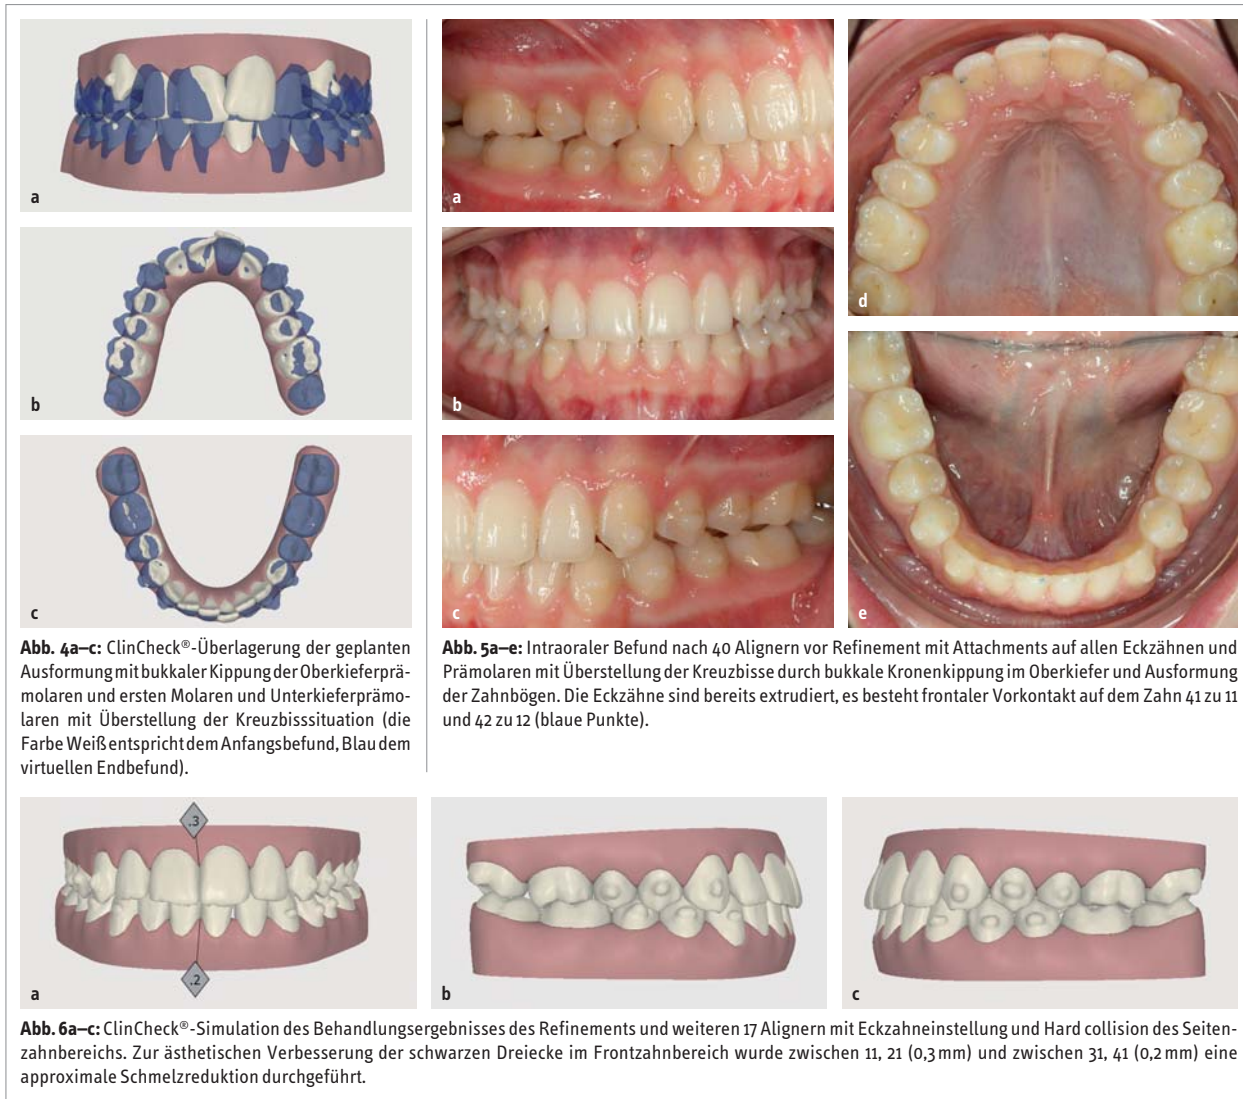 a
b
c
Abb. 4a–c: ClinCheck®-Überlagerung der geplanten
Ausformung mit bukkaler Kippung der Oberkieferprä-
molaren und ersten Molaren und Unterkieferprämo-
laren mit Überstellung der Kreuzbisssituation (die
Farbe Weiß entspricht dem Anfangsbefund, Blau dem
virtuellen Endbefund).
a
b
c
d
e
Abb. 5a–e: Intraoraler Befund nach 40 Alignern vor Refinement mit Attachments auf allen Eckzähnen und
Prämolaren mit Überstellung der Kreuzbisse durch bukkale Kronenkippung im Oberkiefer und Ausformung
der Zahnbögen. Die Eckzähne sind bereits extrudiert, es besteht frontaler Vorkontakt auf dem Zahn 41 zu 11
und 42 zu 12 (blaue Punkte).
.3
.2
a
b
c
Abb. 6a–c: ClinCheck®-Simulation des Behandlungsergebnisses des Refinements und weiteren 17 Alignern mit Eckzahneinstellung und Hard collision des Seiten-
zahnbereichs. Zur ästhetischen Verbesserung der schwarzen Dreiecke im Frontzahnbereich wurde zwischen 11, 21 (0,3 mm) und zwischen 31, 41 (0,2 mm) eine
approximale Schmelzreduktion durchgeführt.